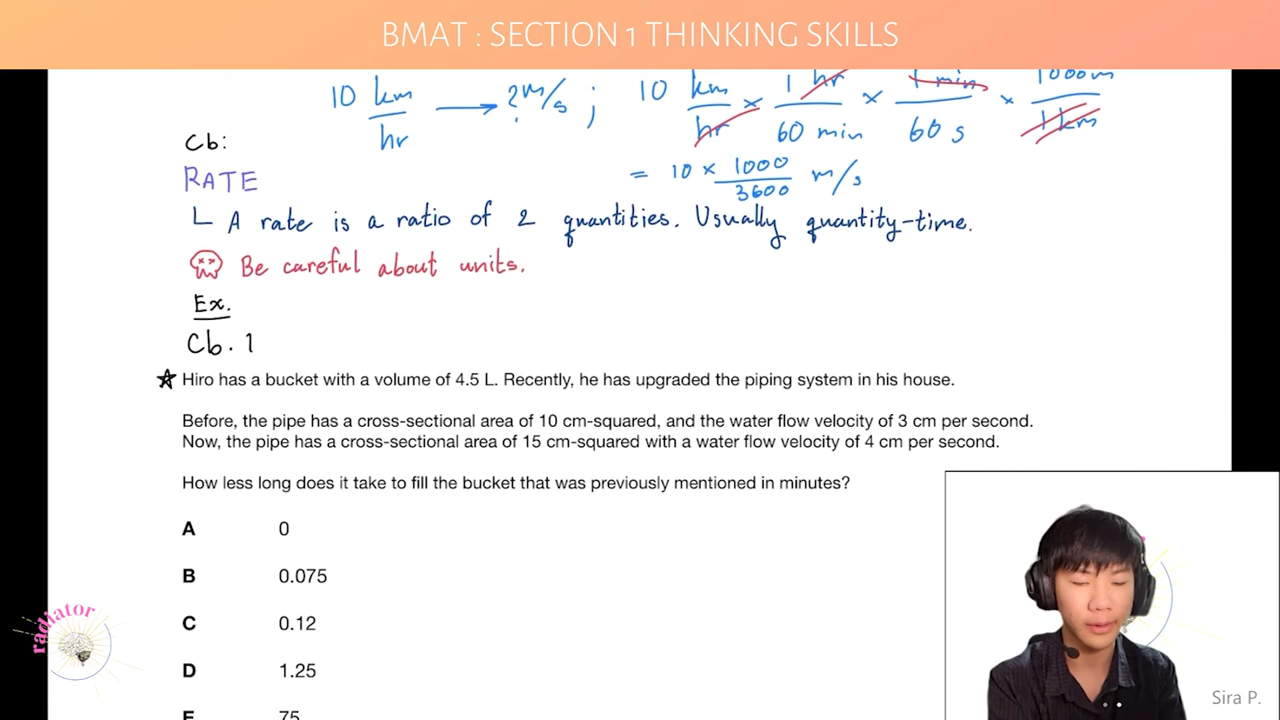 BMAT : SECTION 1 THINKING SKILLS
10 km/hr → ? m/s ; 10 km/hr × 1 hr/60 min × 1 min/60 s × 1000m/1km
Cb:
= 10 × 1000/3600 m/s
RATE
L A rate is a ratio of 2 quantities. Usually quantity-time.
Be careful about units.
Ex.
Cb. 1
Hiro has a bucket with a volume of 4.5 L. Recently, he has upgraded the piping system in his house.
Before, the pipe has a cross-sectional area of 10 cm-squared, and the water flow velocity of 3 cm per second.
Now, the pipe has a cross-sectional area of 15 cm-squared with a water flow velocity of 4 cm per second.
How less long does it take to fill the bucket that was previously mentioned in minutes?
A 0
B 0.075
C 0.12
D 1.25
E 75
radiator
Sira P.